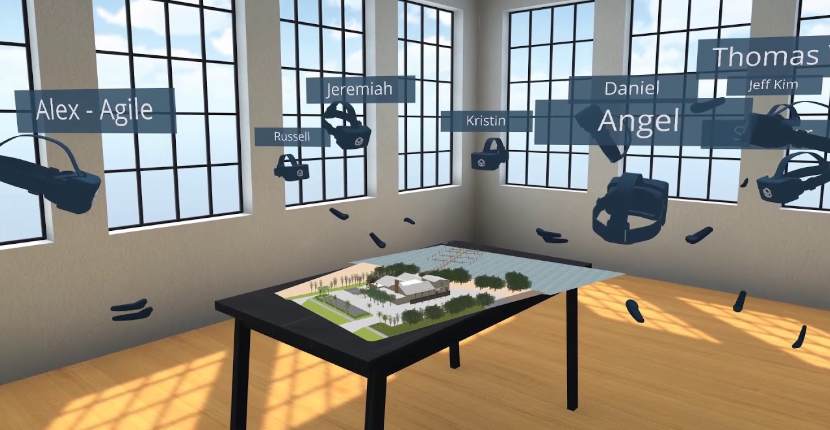 Thomas
Jeff Kim
Daniel
Jeremiah
Alex - Agile
Angel
Kristin
Russell